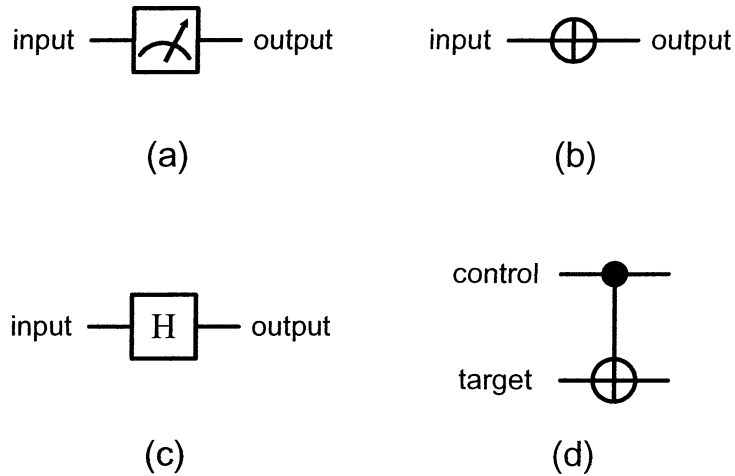 input output
input output
(a)
(b)
input H output
control
target
(c)
(d)